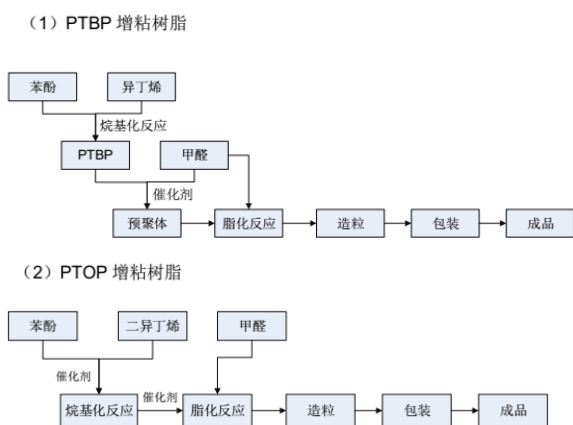 （1）PTBP 增粘树脂
苯酚
异丁烯
烷基化反应
PTBP
甲醛
催化剂
预聚体
脂化反应
造粒
包装
成品
（2）PTOP 增粘树脂
苯酚
二异丁烯
甲醛
催化剂
催化剂
烷基化反应
脂化反应
造粒
包装
成品